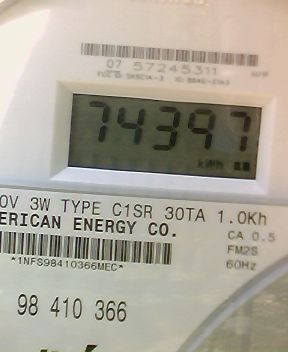 07 57245311
74397
kWh
0V 3W TYPE C1SR 30TA 1.0Kh
ERICAN ENERGY CO.
CA 0.5
FM2S
*1NFS98410366MEC*
60Hz
98 410 366